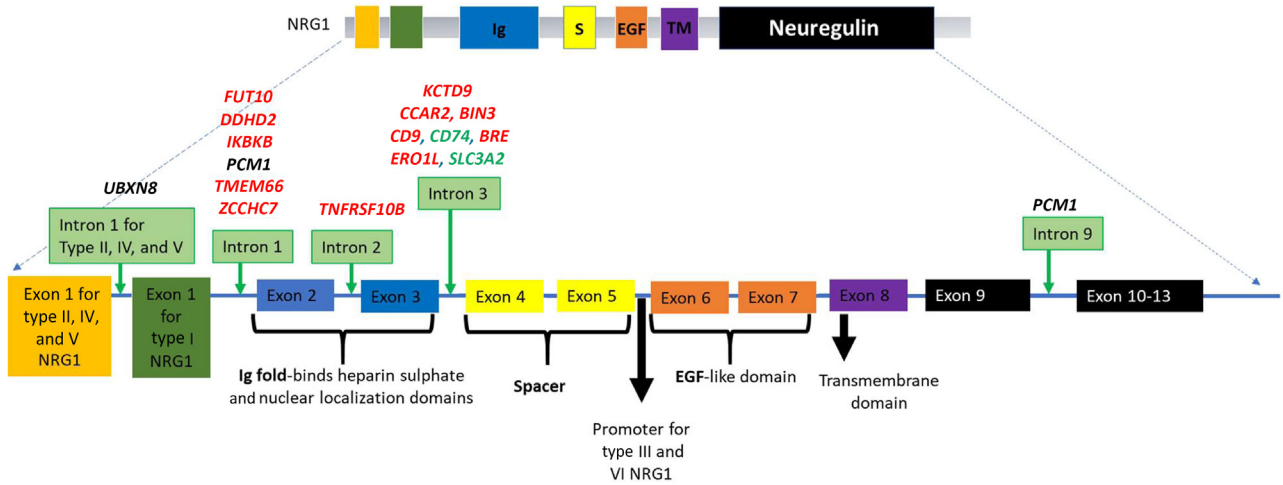 NRG1
Ig
S
EGF
TM
Neuregulin
FUT10
DDHD2
IKBKB
PCM1
TMEM66
ZCCHC7
KCTD9
CCAR2, BIN3
CD9, CD74, BRE
ERO1L, SLC3A2
UBXN8
TNFRSF10B
PCM1
Intron 1 for
Type II, IV, and V
Intron 1
Intron 2
Intron 3
Intron 9
Exon 1 for
type II, IV,
and V
NRG1
Exon 1
for
type I
NRG1
Exon 2
Exon 3
Exon 4
Exon 5
Exon 6
Exon 7
Exon 8
Exon 9
Exon 10-13
Ig fold-binds heparin sulphate
and nuclear localization domains
Spacer
EGF-like domain
Transmembrane
domain
Promoter for
type III and
VI NRG1